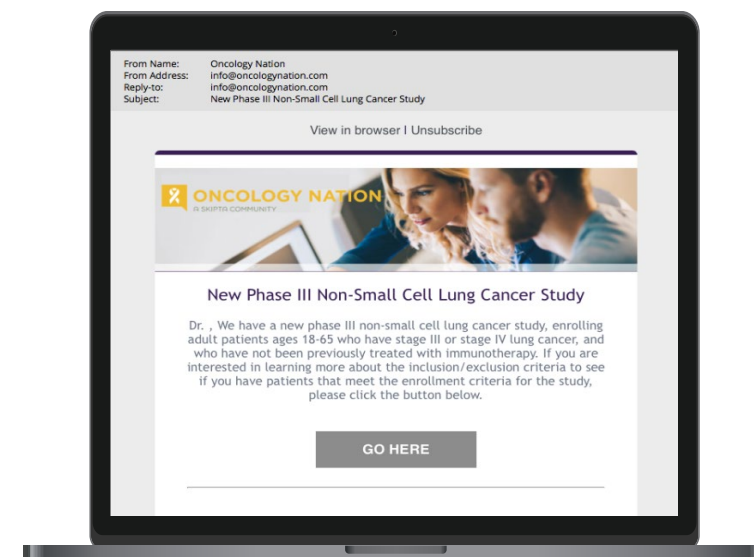 From Name: Oncology Nation
From Address: info@oncologynation.com
Reply-to: info@oncologynation.com
Subject: New Phase III Non-Small Cell Lung Cancer Study
View in browser I Unsubscribe
ONCOLOGY NATION
A SKIPTA COMMUNITY
New Phase III Non-Small Cell Lung Cancer Study
Dr. , We have a new phase III non-small cell lung cancer study, enrolling
adult patients ages 18-65 who have stage III or stage IV lung cancer, and
who have not been previously treated with immunotherapy. If you are
interested in learning more about the inclusion/exclusion criteria to see
if you have patients that meet the enrollment criteria for the study,
please click the button below.
GO HERE